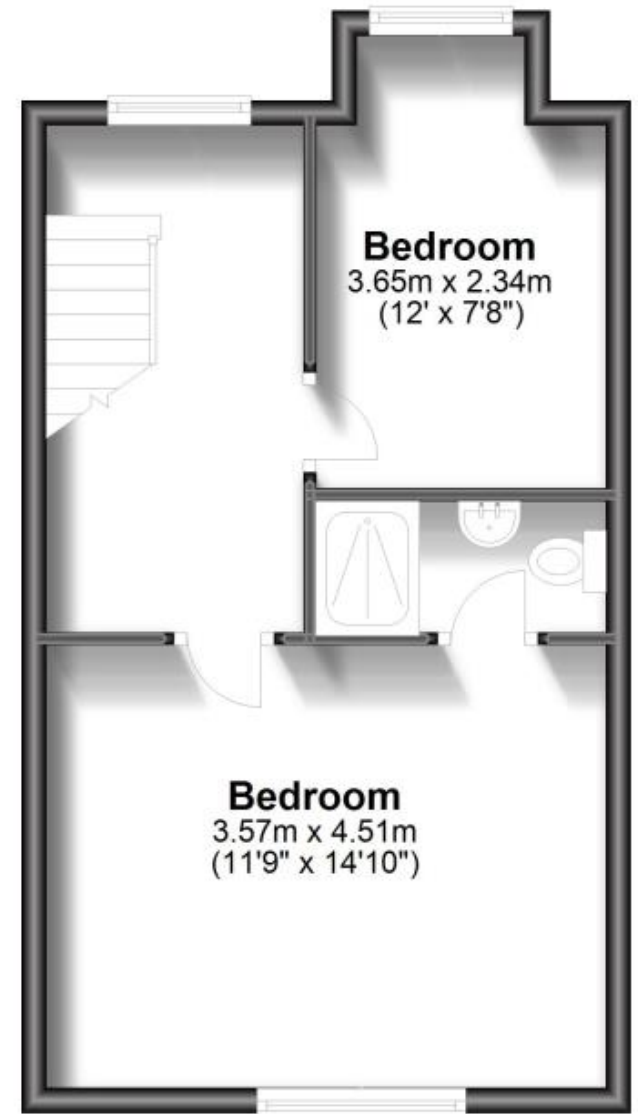 Bedroom
3.65m x 2.34m
(12' x 7'8")
Bedroom
3.57m x 4.51m
(11'9" x 14'10")